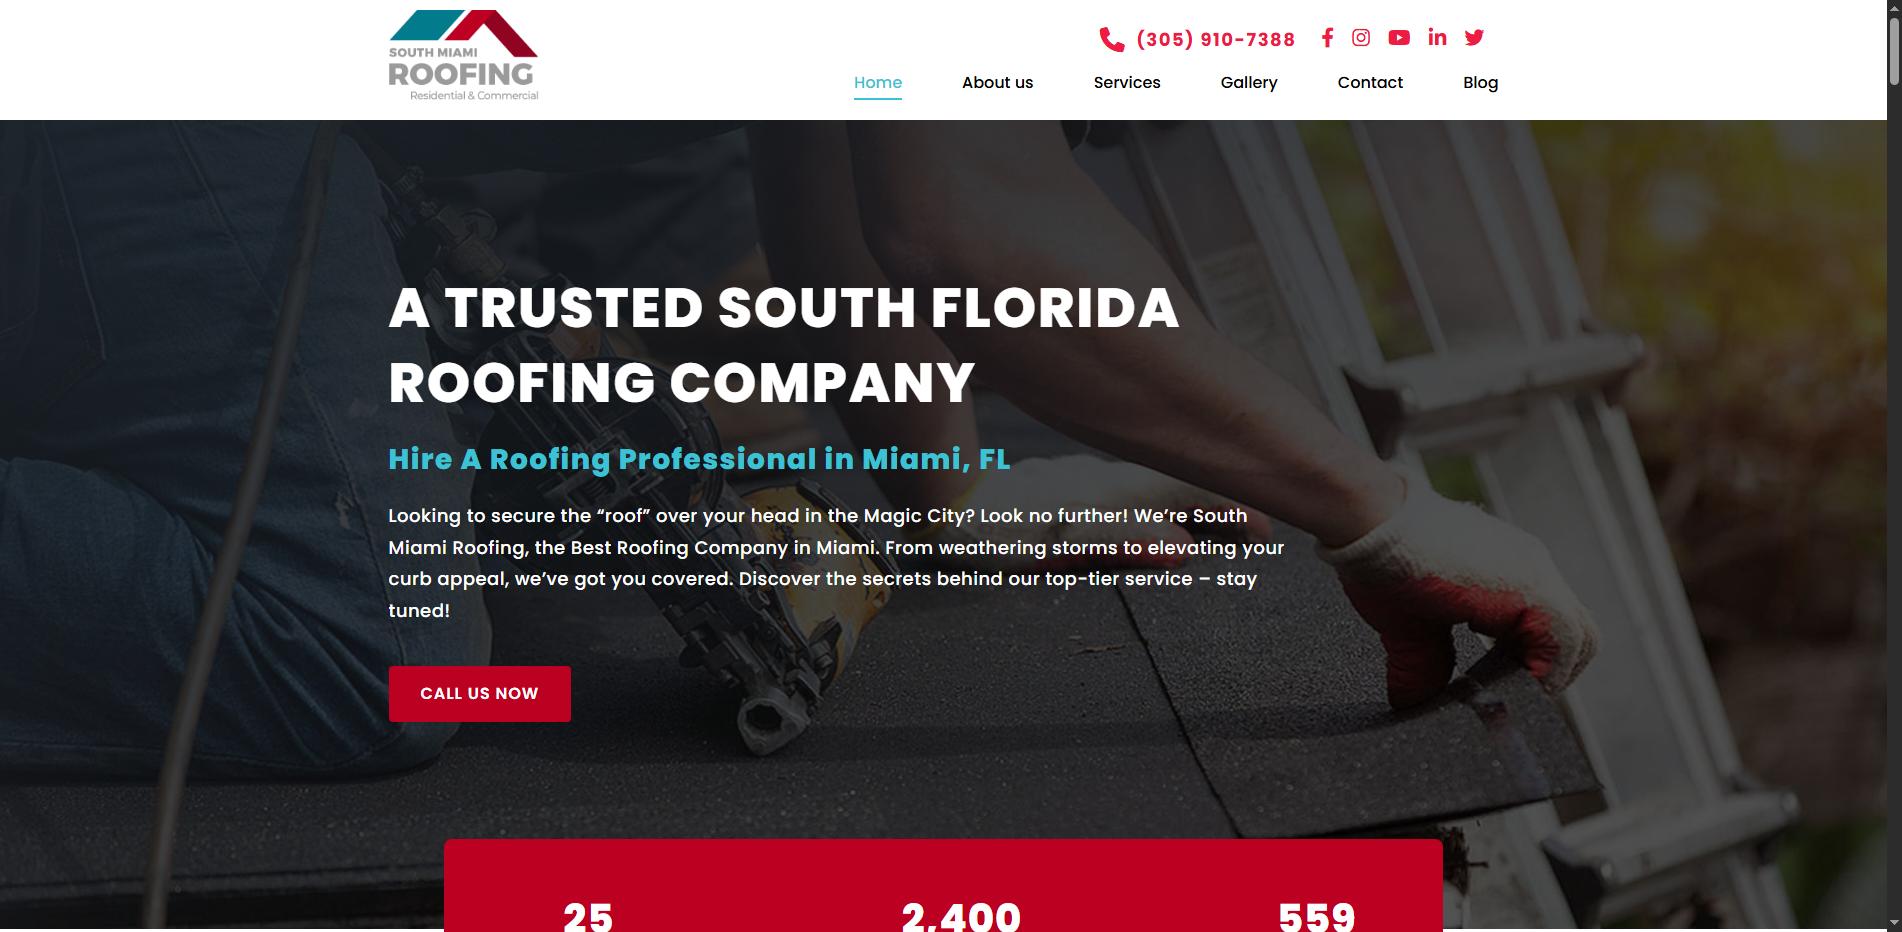 SOUTH MIAMI
ROOFING
Residential & Commercial
(305) 910-7388
Home About us Services Gallery Contact Blog
A TRUSTED SOUTH FLORIDA
ROOFING COMPANY
Hire A Roofing Professional in Miami, FL
Looking to secure the “roof” over your head in the Magic City? Look no further! We’re South
Miami Roofing, the Best Roofing Company in Miami. From weathering storms to elevating your
curb appeal, we’ve got you covered. Discover the secrets behind our top-tier service – stay
tuned!
CALL US NOW
25 2,400 559